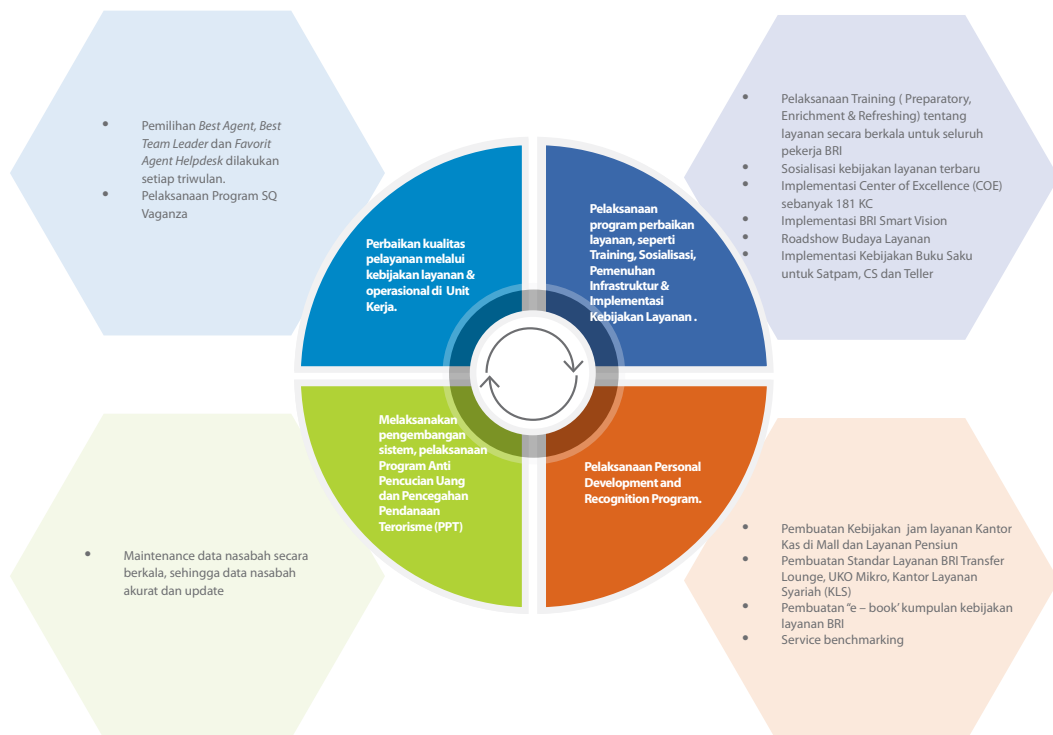 • Pemilihan Best Agent, Best
Team Leader dan Favorit
Agent Helpdesk dilakukan
setiap triwulan.
• Pelaksanaan Program SQ
Vaganza
• Pelaksanaan Training ( Preparatory,
Enrichment & Refreshing) tentang
layanan secara berkala untuk seluruh
pekerja BRI
• Sosialisasi kebijakan layanan terbaru
• Implementasi Center of Excellence (COE)
sebanyak 181 KC
• Implementasi BRI Smart Vision
• Roadshow Budaya Layanan
• Implementasi Kebijakan Buku Saku
untuk Satpam, CS dan Teller
Perbaikan kualitas
pelayanan melalui
kebijakan layanan &
operasional di Unit
Kerja.
Pelaksanaan
program perbaikan
layanan, seperti
Training, Sosialisasi,
Pemenuhan
Infrastruktur &
Implementasi
Kebijakan Layanan .
Melaksanakan
pengembangan
sistem, pelaksanaan
Program Anti
Pencucian Uang
dan Pencegahan
Pendanaan
Terorisme (PPT)
Pelaksanaan Personal
Development and
Recognition Program.
• Maintenance data nasabah secara
berkala, sehingga data nasabah
akurat dan update
• Pembuatan Kebijakan jam layanan Kantor
Kas di Mall dan Layanan Pensiun
• Pembuatan Standar Layanan BRI Transfer
Lounge, UKO Mikro, Kantor Layanan
Syariah (KLS)
• Pembuatan “e – book’ kumpulan kebijakan
layanan BRI
• Service benchmarking